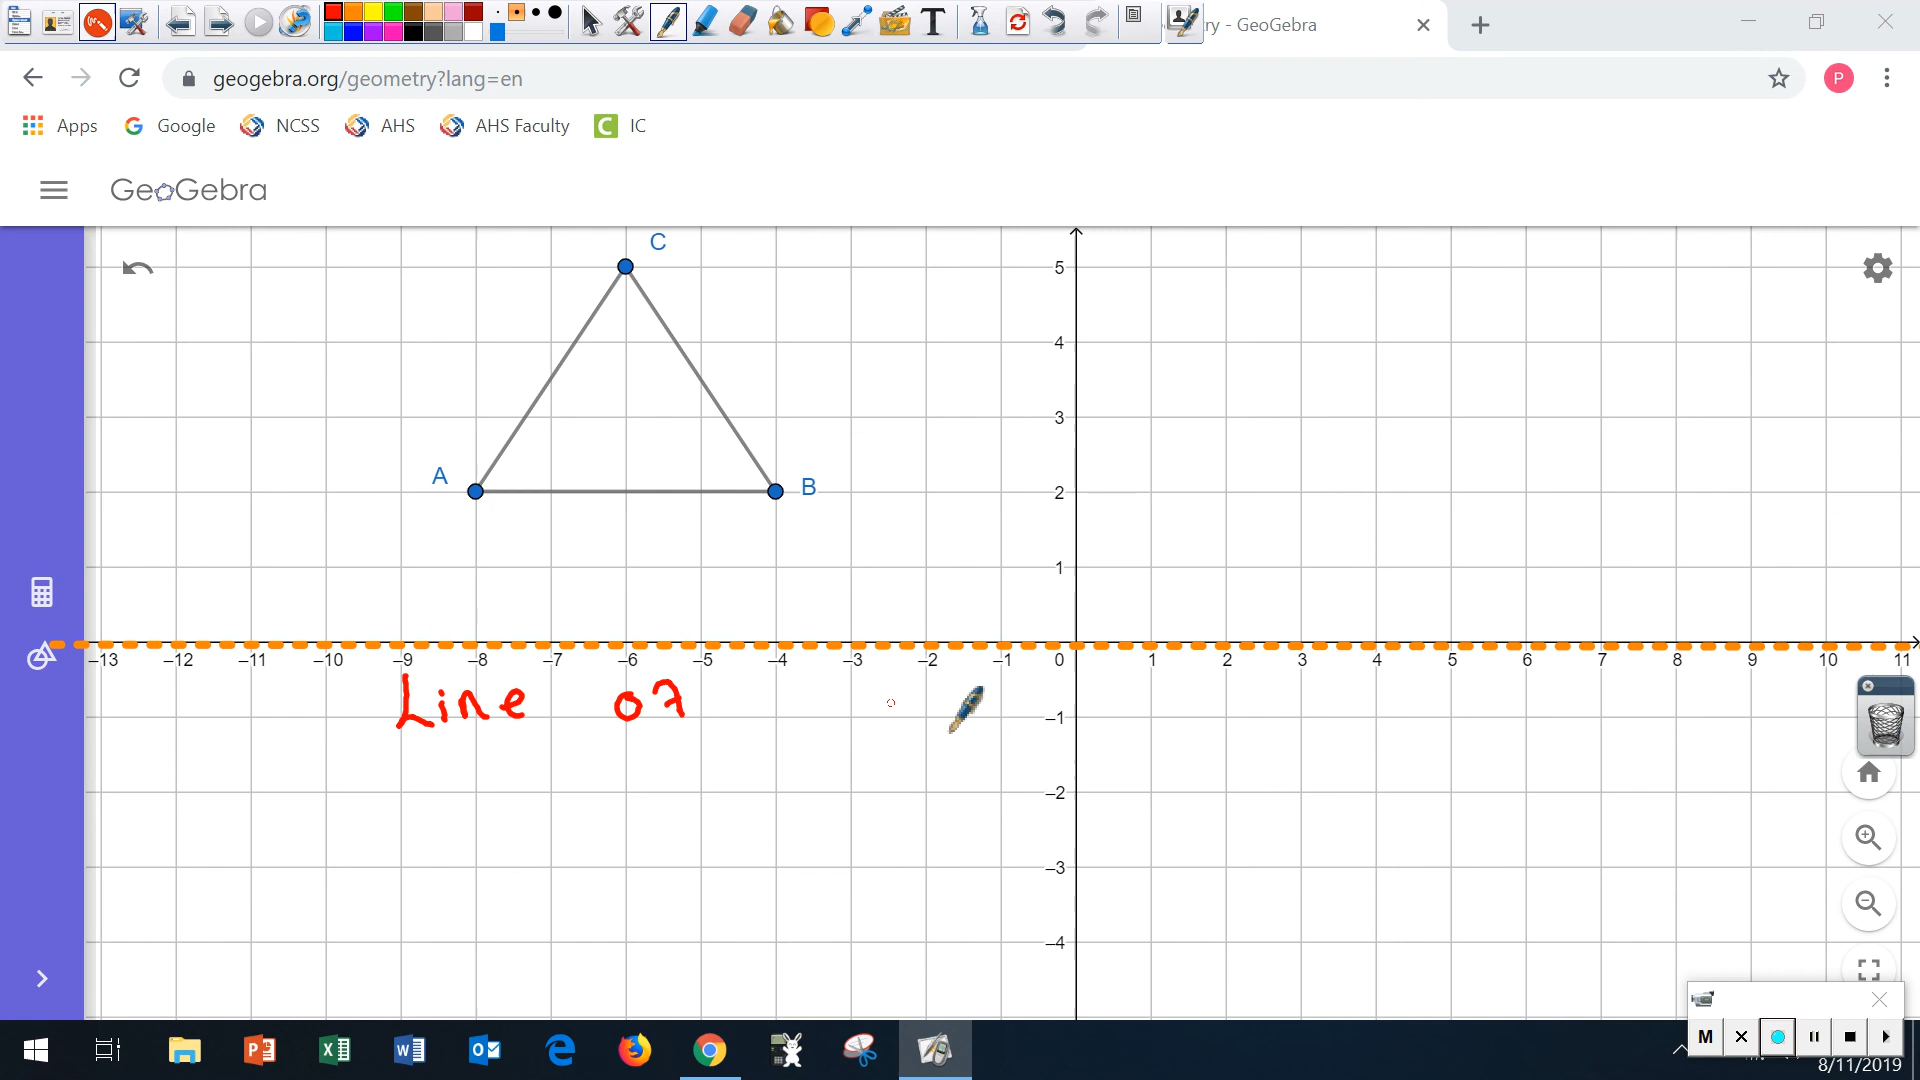 ry - GeoGebra
geogebra.org/geometry?lang=en
P
Apps Google NCSS AHS AHS Faculty IC
GeoGebra
C
A
B
5
4
3
2
1
–13 –12 –11 –10 –9 –8 –7 –6 –5 –4 –3 –2 –1 0 1 2 3 4 5 6 7 8 9 10 11
Line of
–1
–2
–3
–4
M
8/11/2019